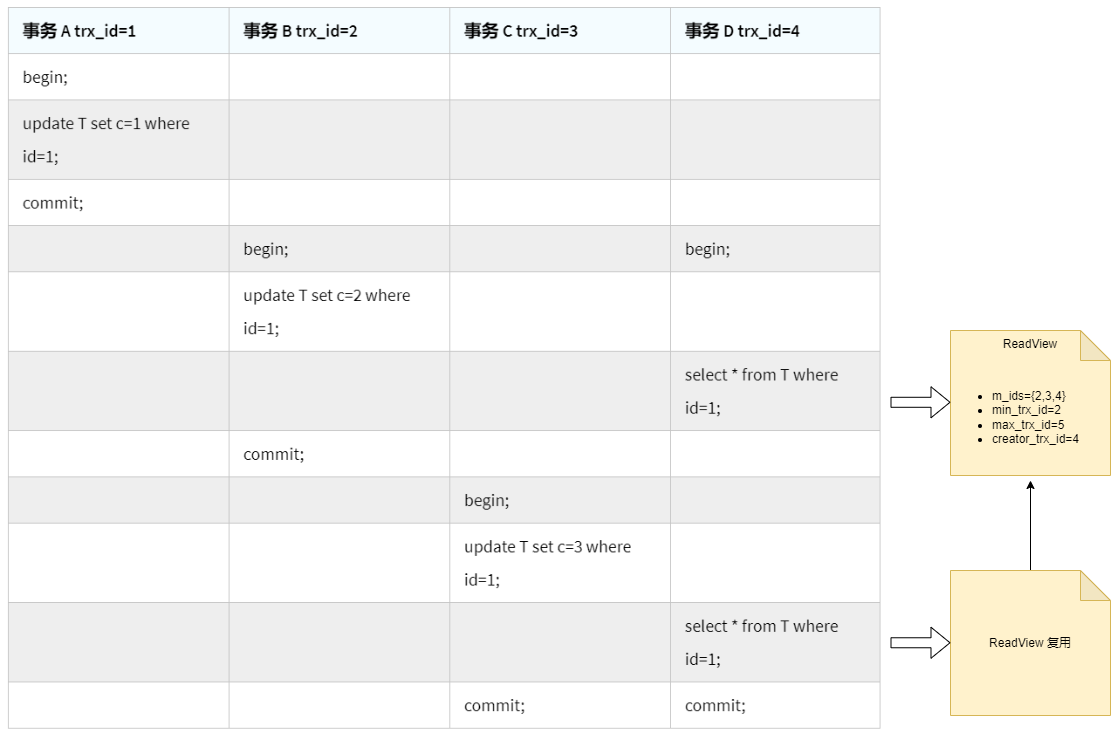 事务 A trx_id=1
事务 B trx_id=2
事务 C trx_id=3
事务 D trx_id=4
begin;
update T set c=1 where
id=1;
commit;
begin;
begin;
update T set c=2 where
id=1;
select * from T where
id=1;
ReadView
m_ids={2,3,4}
min_trx_id=2
max_trx_id=5
creator_trx_id=4
commit;
begin;
update T set c=3 where
id=1;
select * from T where
id=1;
ReadView 复用
commit;
commit;